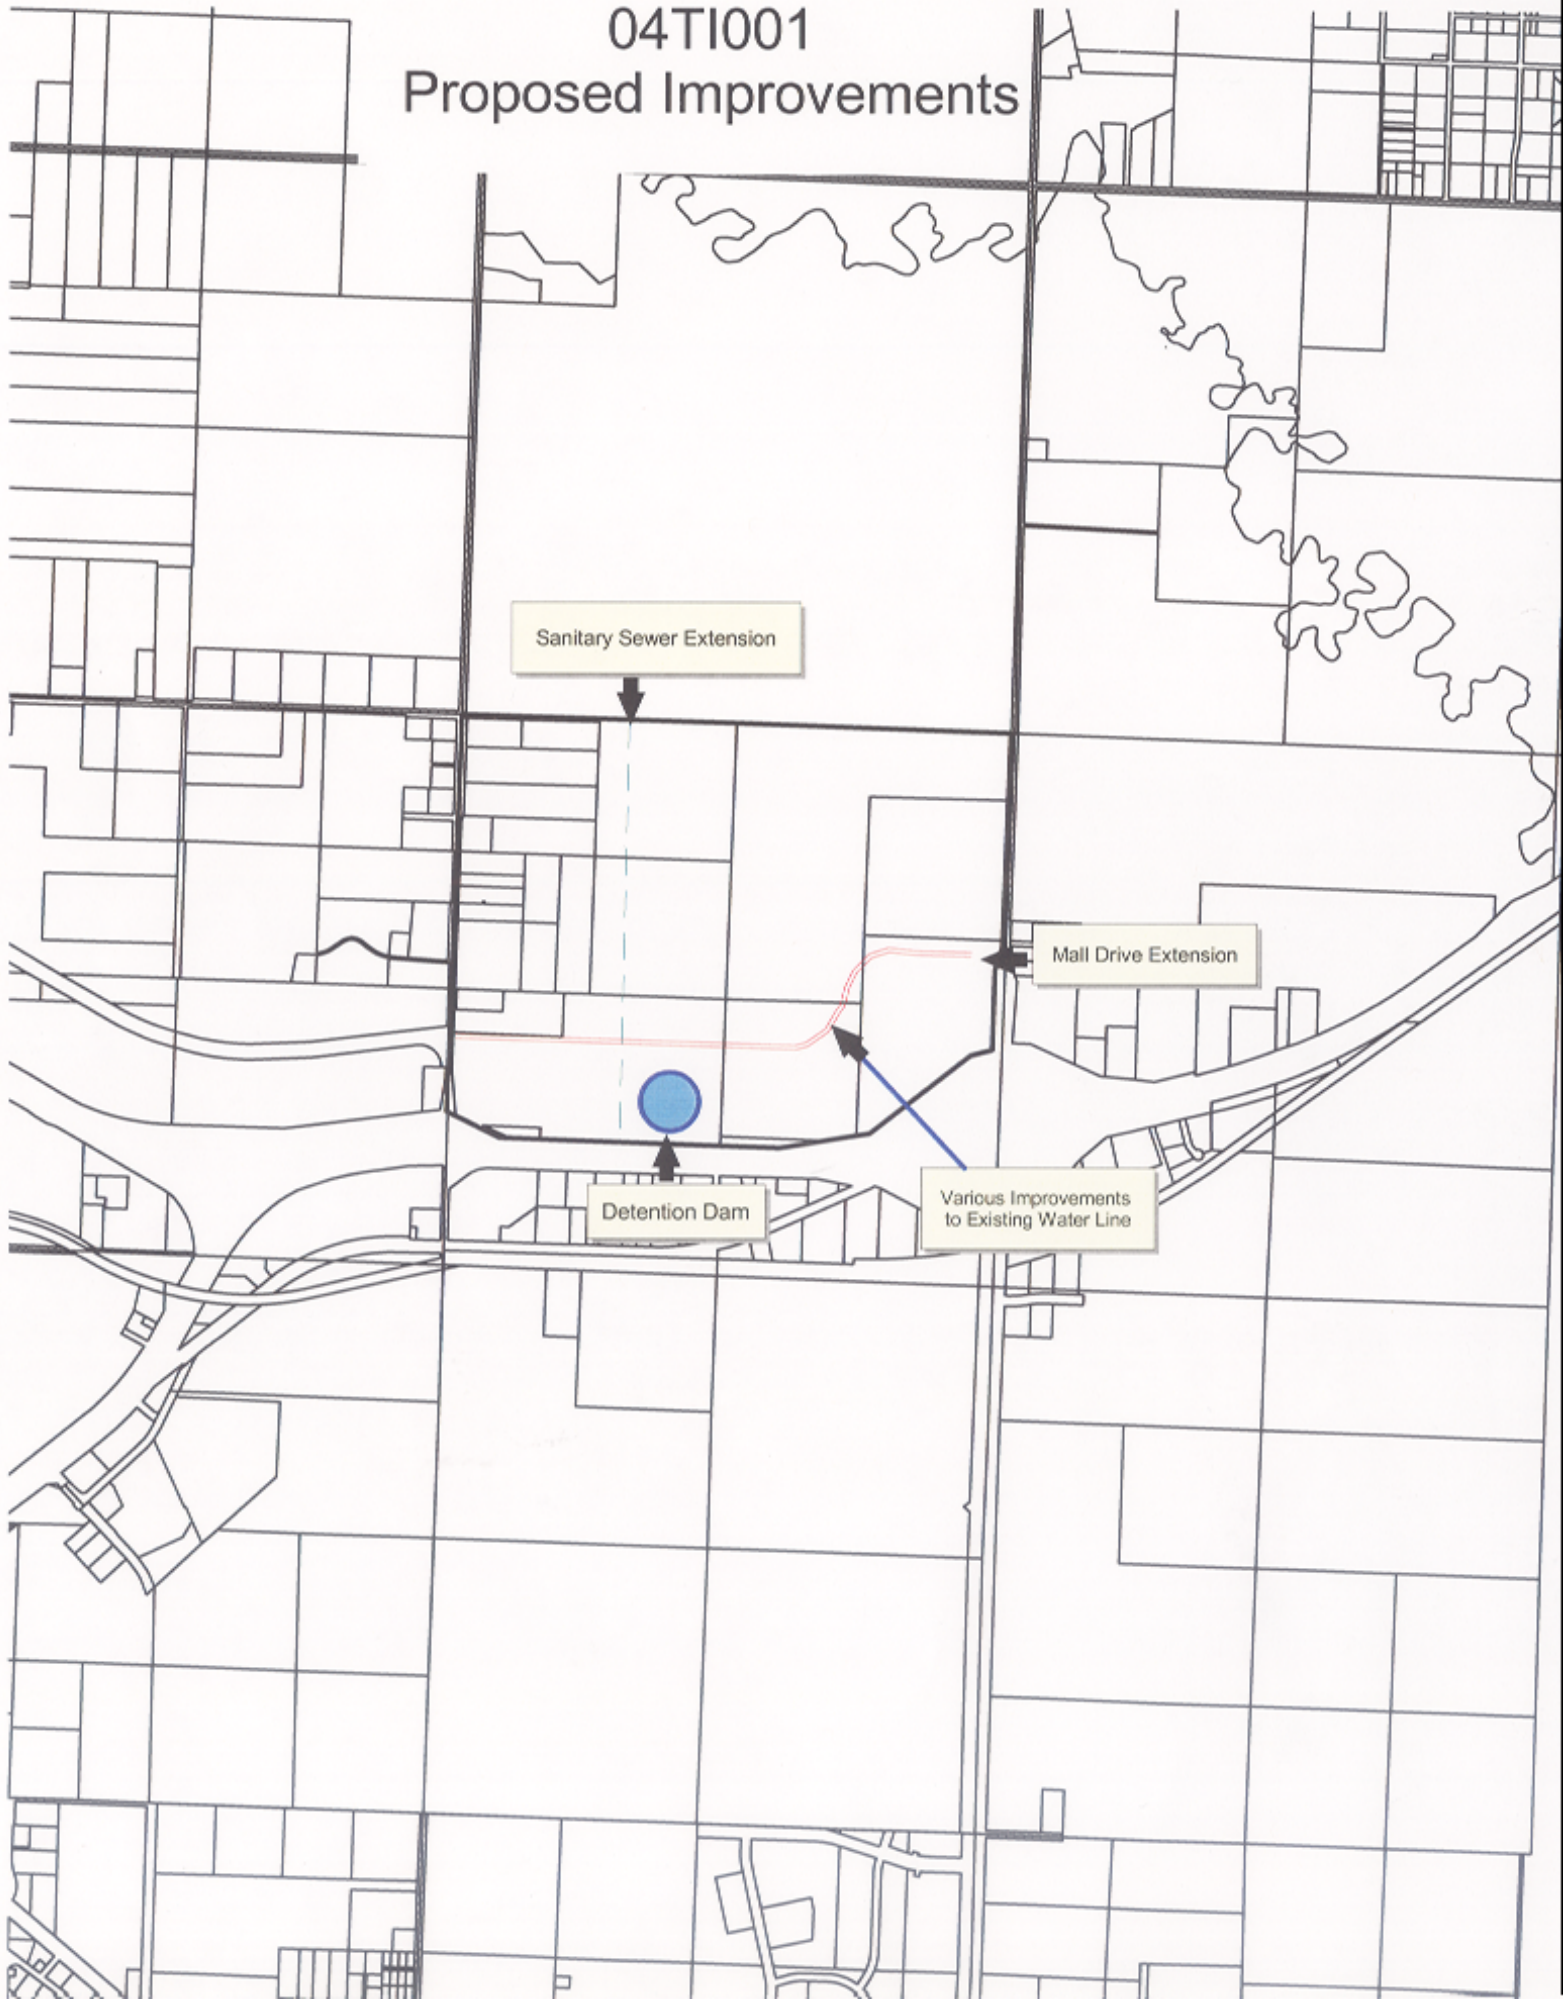 04TI001
Proposed Improvements
Sanitary Sewer Extension
Mall Drive Extension
Detention Dam
Various Improvements
to Existing Water Line